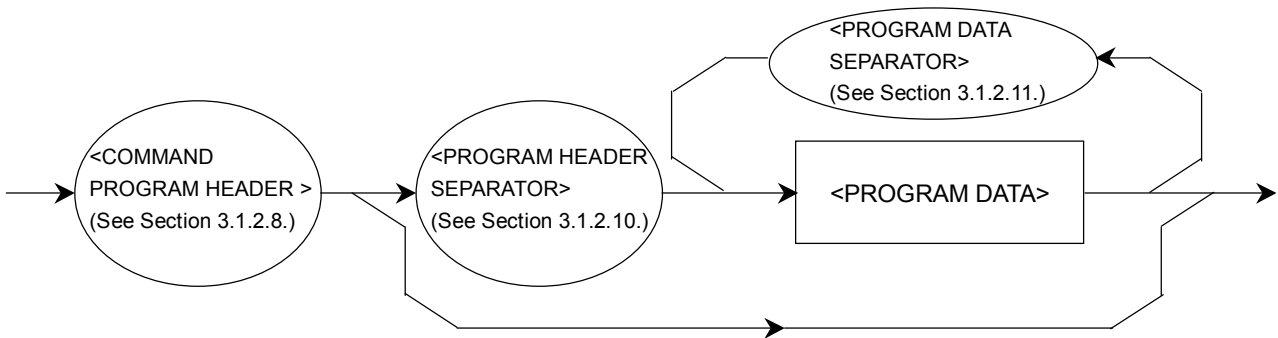 <PROGRAM DATA
SEPARATOR>
(See Section 3.1.2.11.)
<COMMAND
PROGRAM HEADER >
(See Section 3.1.2.8.)
<PROGRAM HEADER
SEPARATOR>
(See Section 3.1.2.10.)
<PROGRAM DATA>